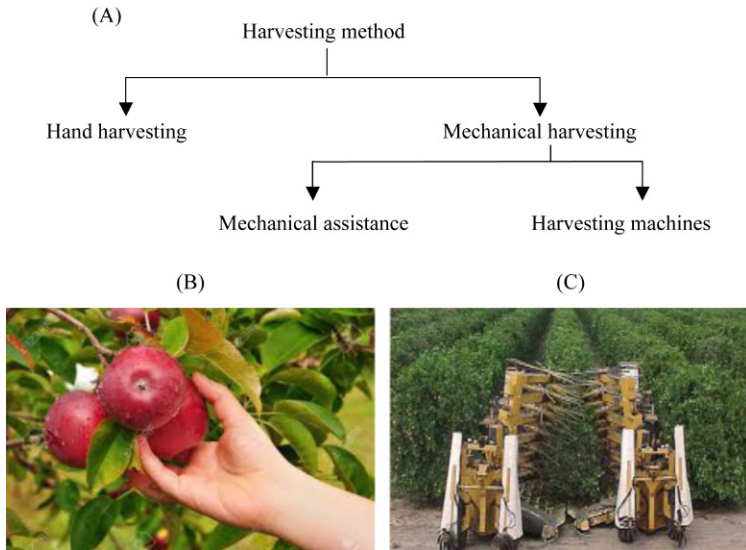 (A)
Harvesting method
Hand harvesting
Mechanical harvesting
Mechanical assistance
Harvesting machines
(B)
(C)